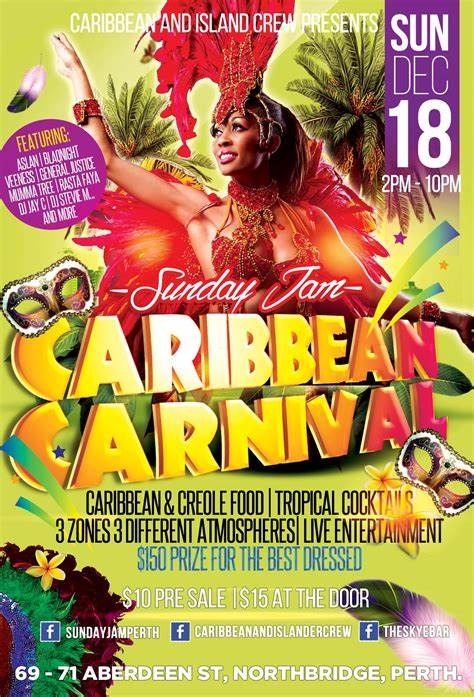 CARIBBEAN AND ISLAND CREW PRESENTS
SUN
DEC
18
2PM - 10PM
FEATURING:
ASLAN | BLAQNIGHT
VEENESS | GENERAL JUSTICE
MUMMA TREE | RASTA FAYA
DJ JAY C | DJ STEVIE M...
AND MORE
- Sunday Jam -
CARIBBEAN
CARNIVAL
CARIBBEAN & CREOLE FOOD | TROPICAL COCKTAILS
3 ZONES 3 DIFFERENT ATMOSPHERES| LIVE ENTERTAINMENT
$150 PRIZE FOR THE BEST DRESSED
$10 PRE SALE | $15 AT THE DOOR
f SUNDAYJAMPERTH f CARIBBEANANDISLANDERCREW f THESKYEBAR
69 - 71 ABERDEEN ST, NORTHBRIDGE, PERTH.